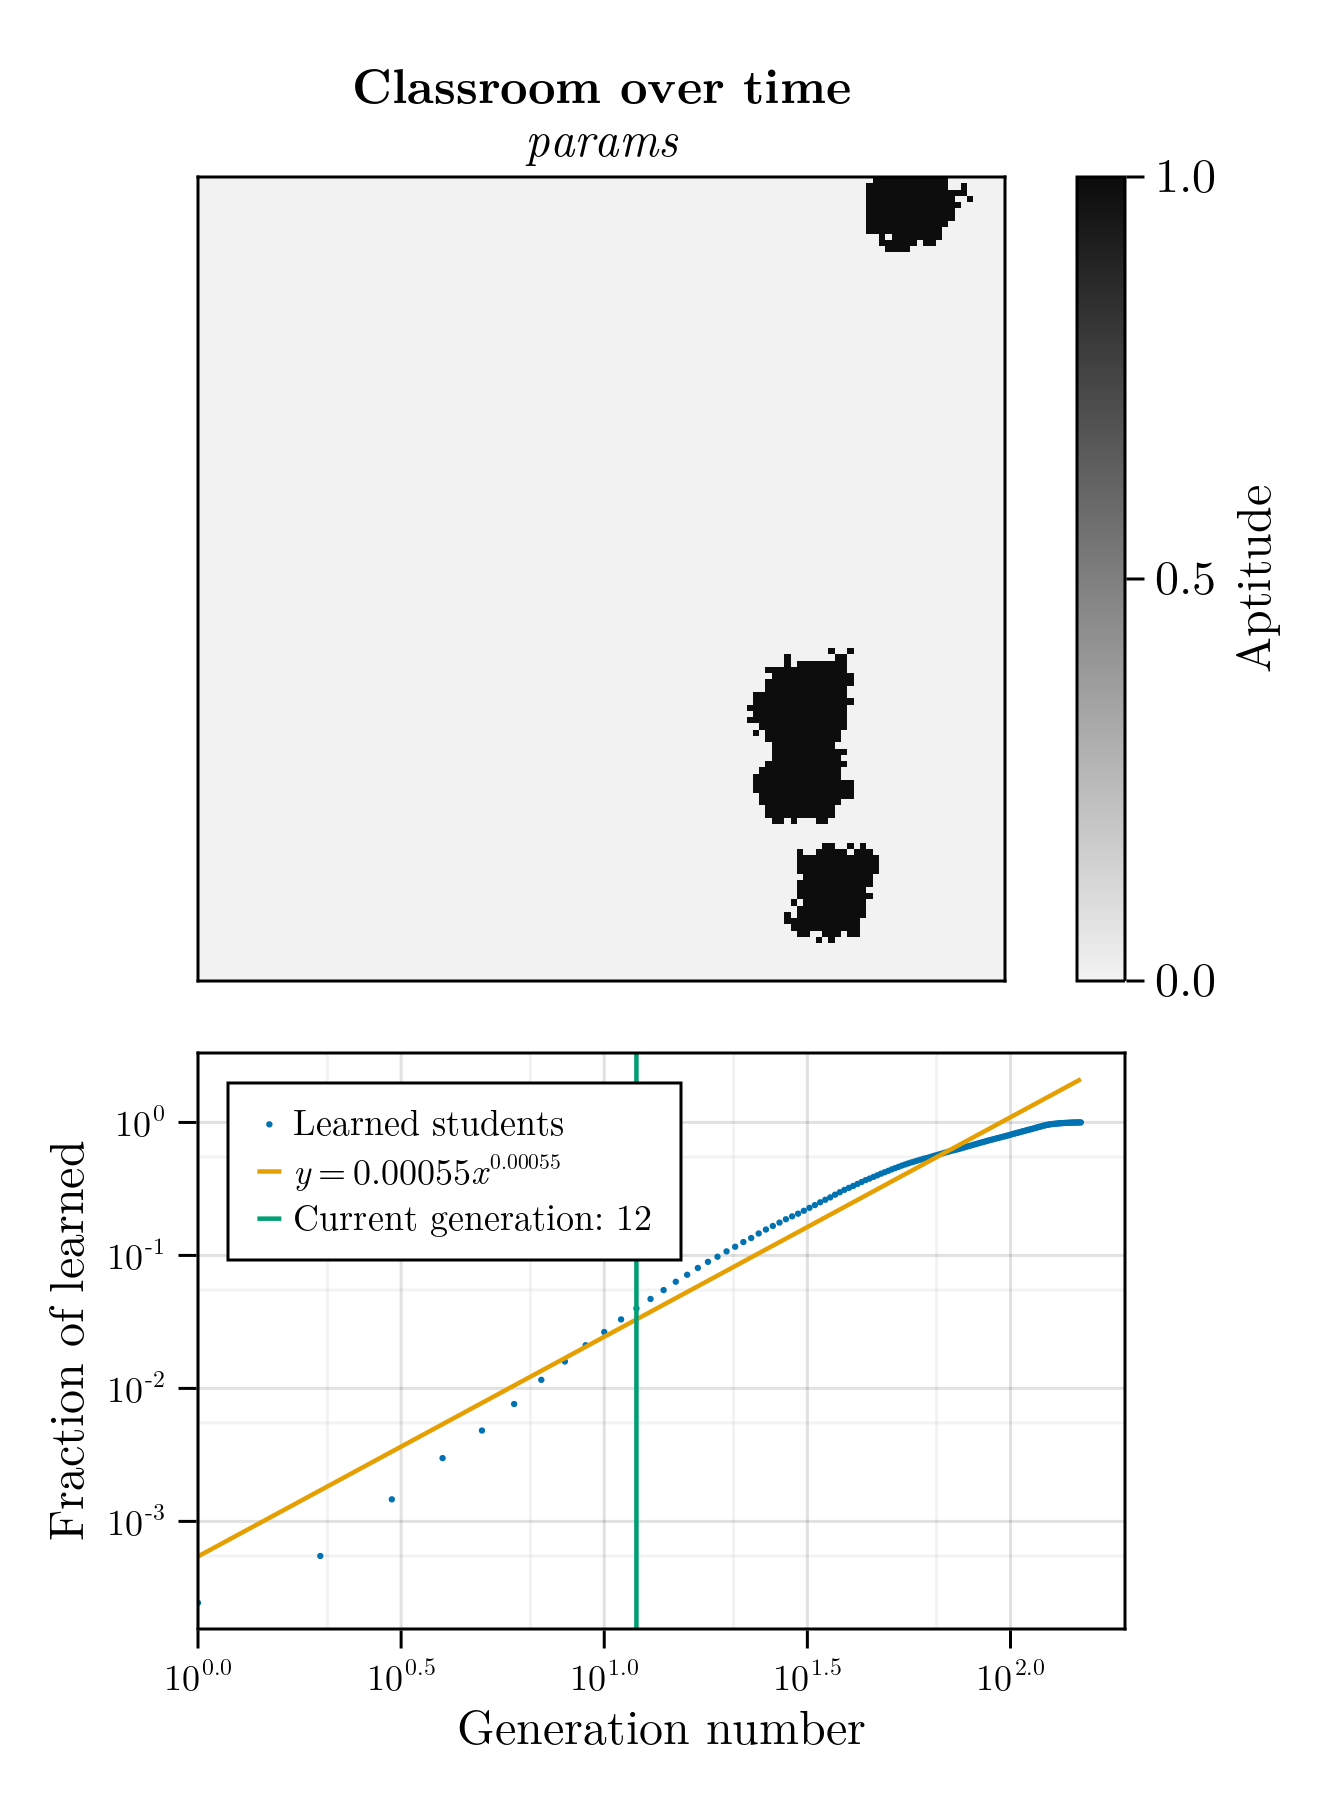 Classroom over time
params
1.0
0.5
0.0
Aptitude
Learned students
y = 0.00055x^0.00055
Current generation: 12
10^0
10^-1
10^-2
10^-3
Fraction of learned
10^0.0 10^0.5 10^1.0 10^1.5 10^2.0
Generation number